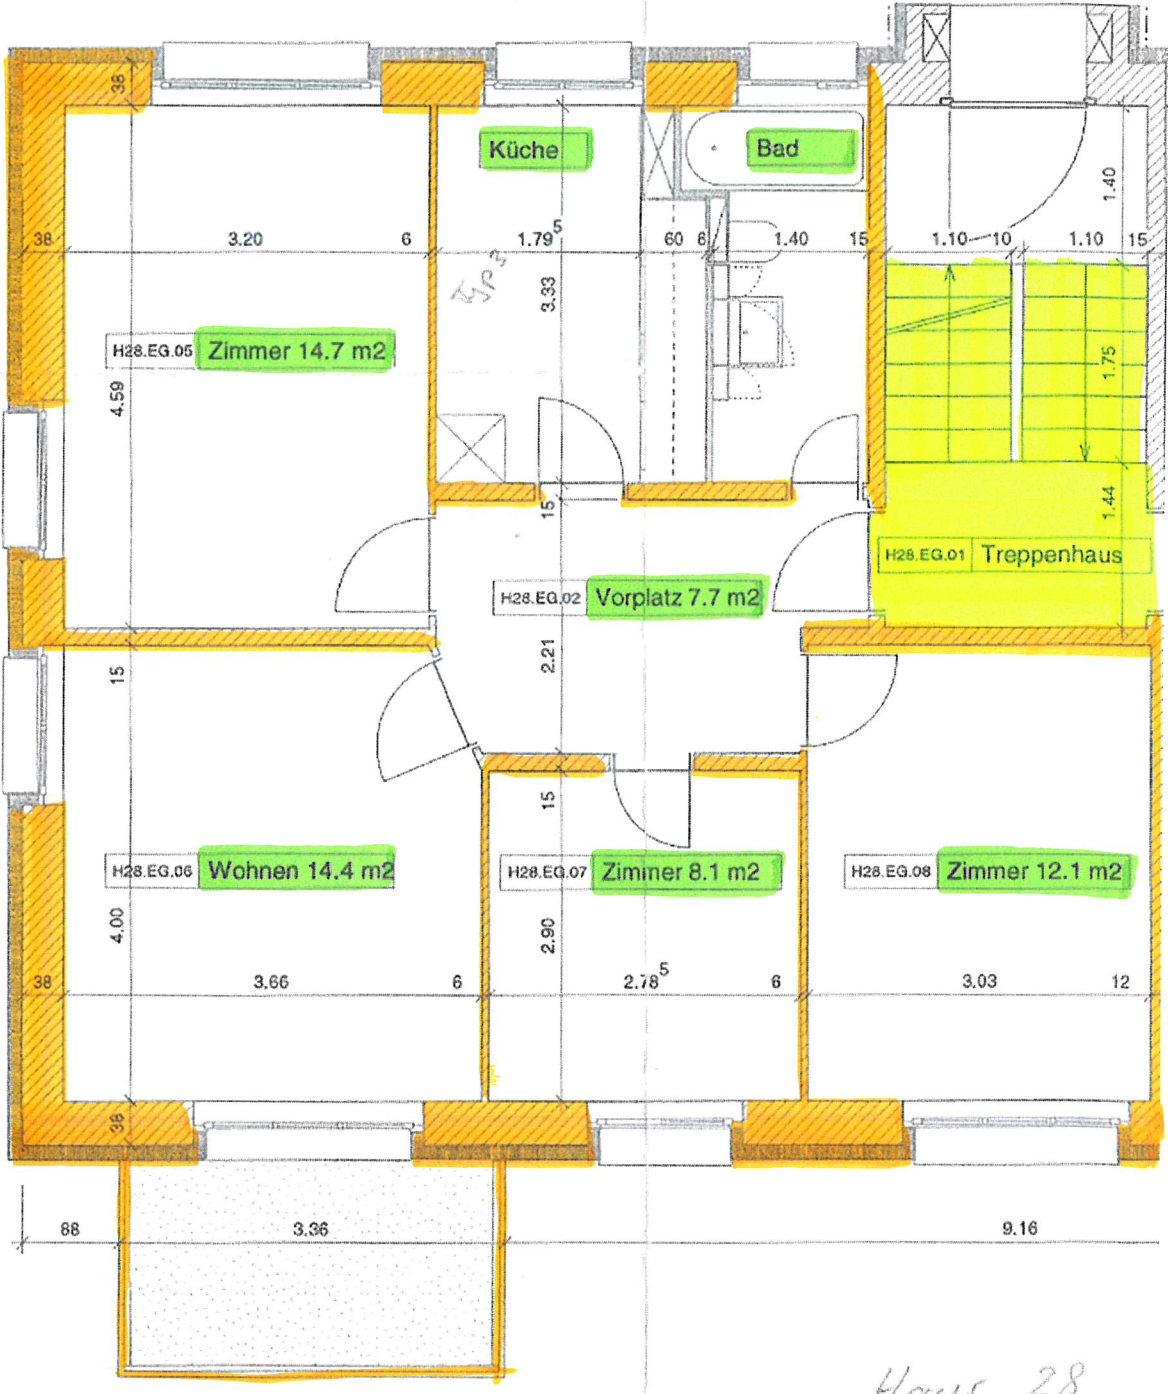 38
Küche
Bad
1.40
38
3.20
6
1.79⁵
60
6
1.40
15
1.10
10
1.10
15
Typ 3
3.33
H28.EG.05
Zimmer 14.7 m2
1.75
4.59
15
1.44
H28.EG.01
Treppenhaus
H28.EG.02
Vorplatz 7.7 m2
15
2.21
15
H28.EG.06
Wohnen 14.4 m2
H28.EG.07
Zimmer 8.1 m2
H28.EG.08
Zimmer 12.1 m2
4.00
2.90
38
3.66
6
2.78⁵
6
3.03
12
38
88
3.36
9.16
Haus 28